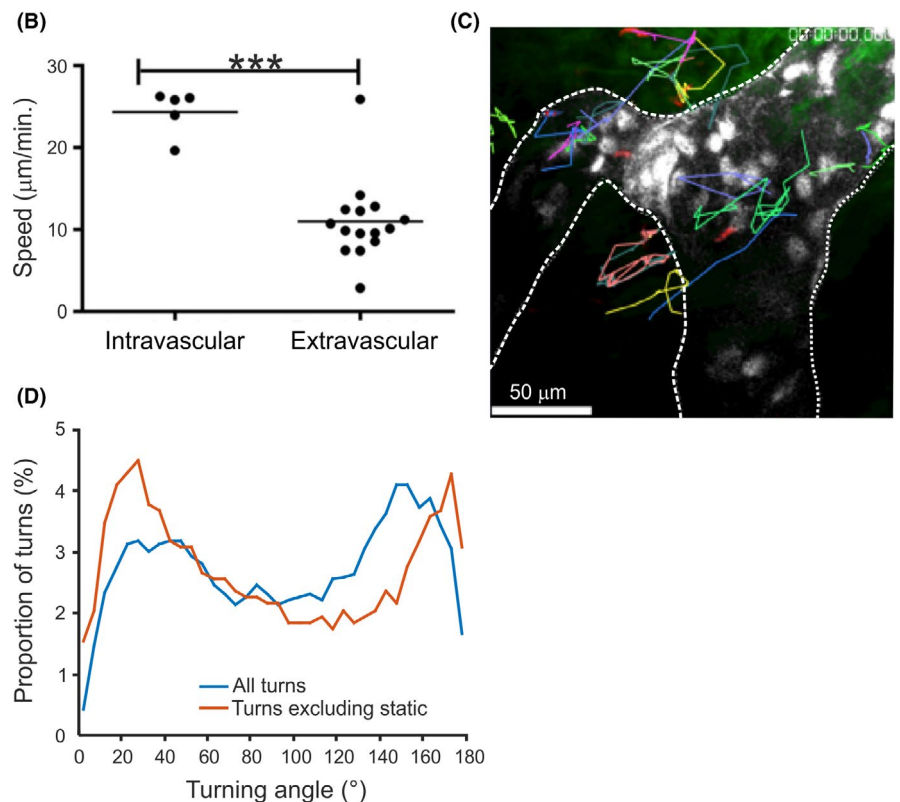 (B)
30
20
10
0
Speed (μm/min.)
***
Intravascular
Extravascular
(C)
50 μm
(D)
5
4
3
2
1
0
Proportion of turns (%)
All turns
Turns excluding static
0 20 40 60 80 100 120 140 160 180
Turning angle (°)